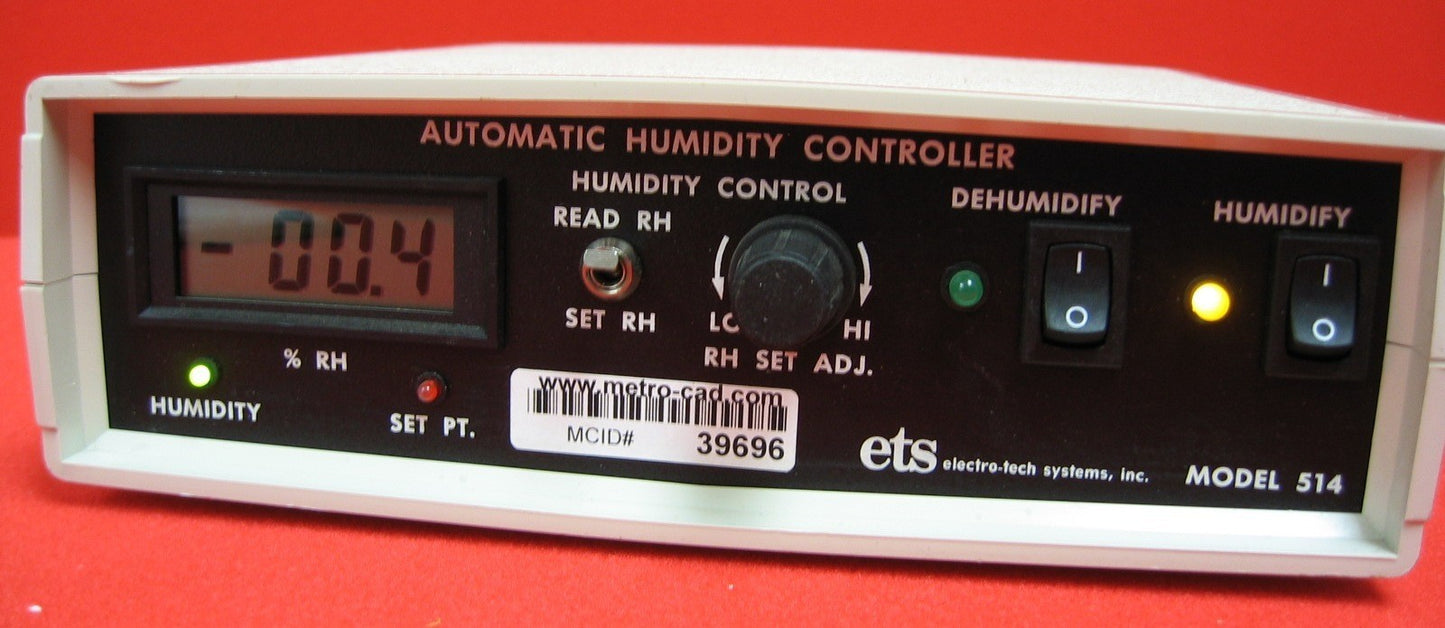 AUTOMATIC HUMIDITY CONTROLLER
- 00.4
% RH
HUMIDITY
SET PT.
HUMIDITY CONTROL
READ RH
SET RH
LO
HI
RH SET ADJ.
DEHUMIDIFY
I
O
HUMIDIFY
I
O
www.metro-cad.com
MCID# 39696
ets electro-tech systems, inc.
MODEL 514